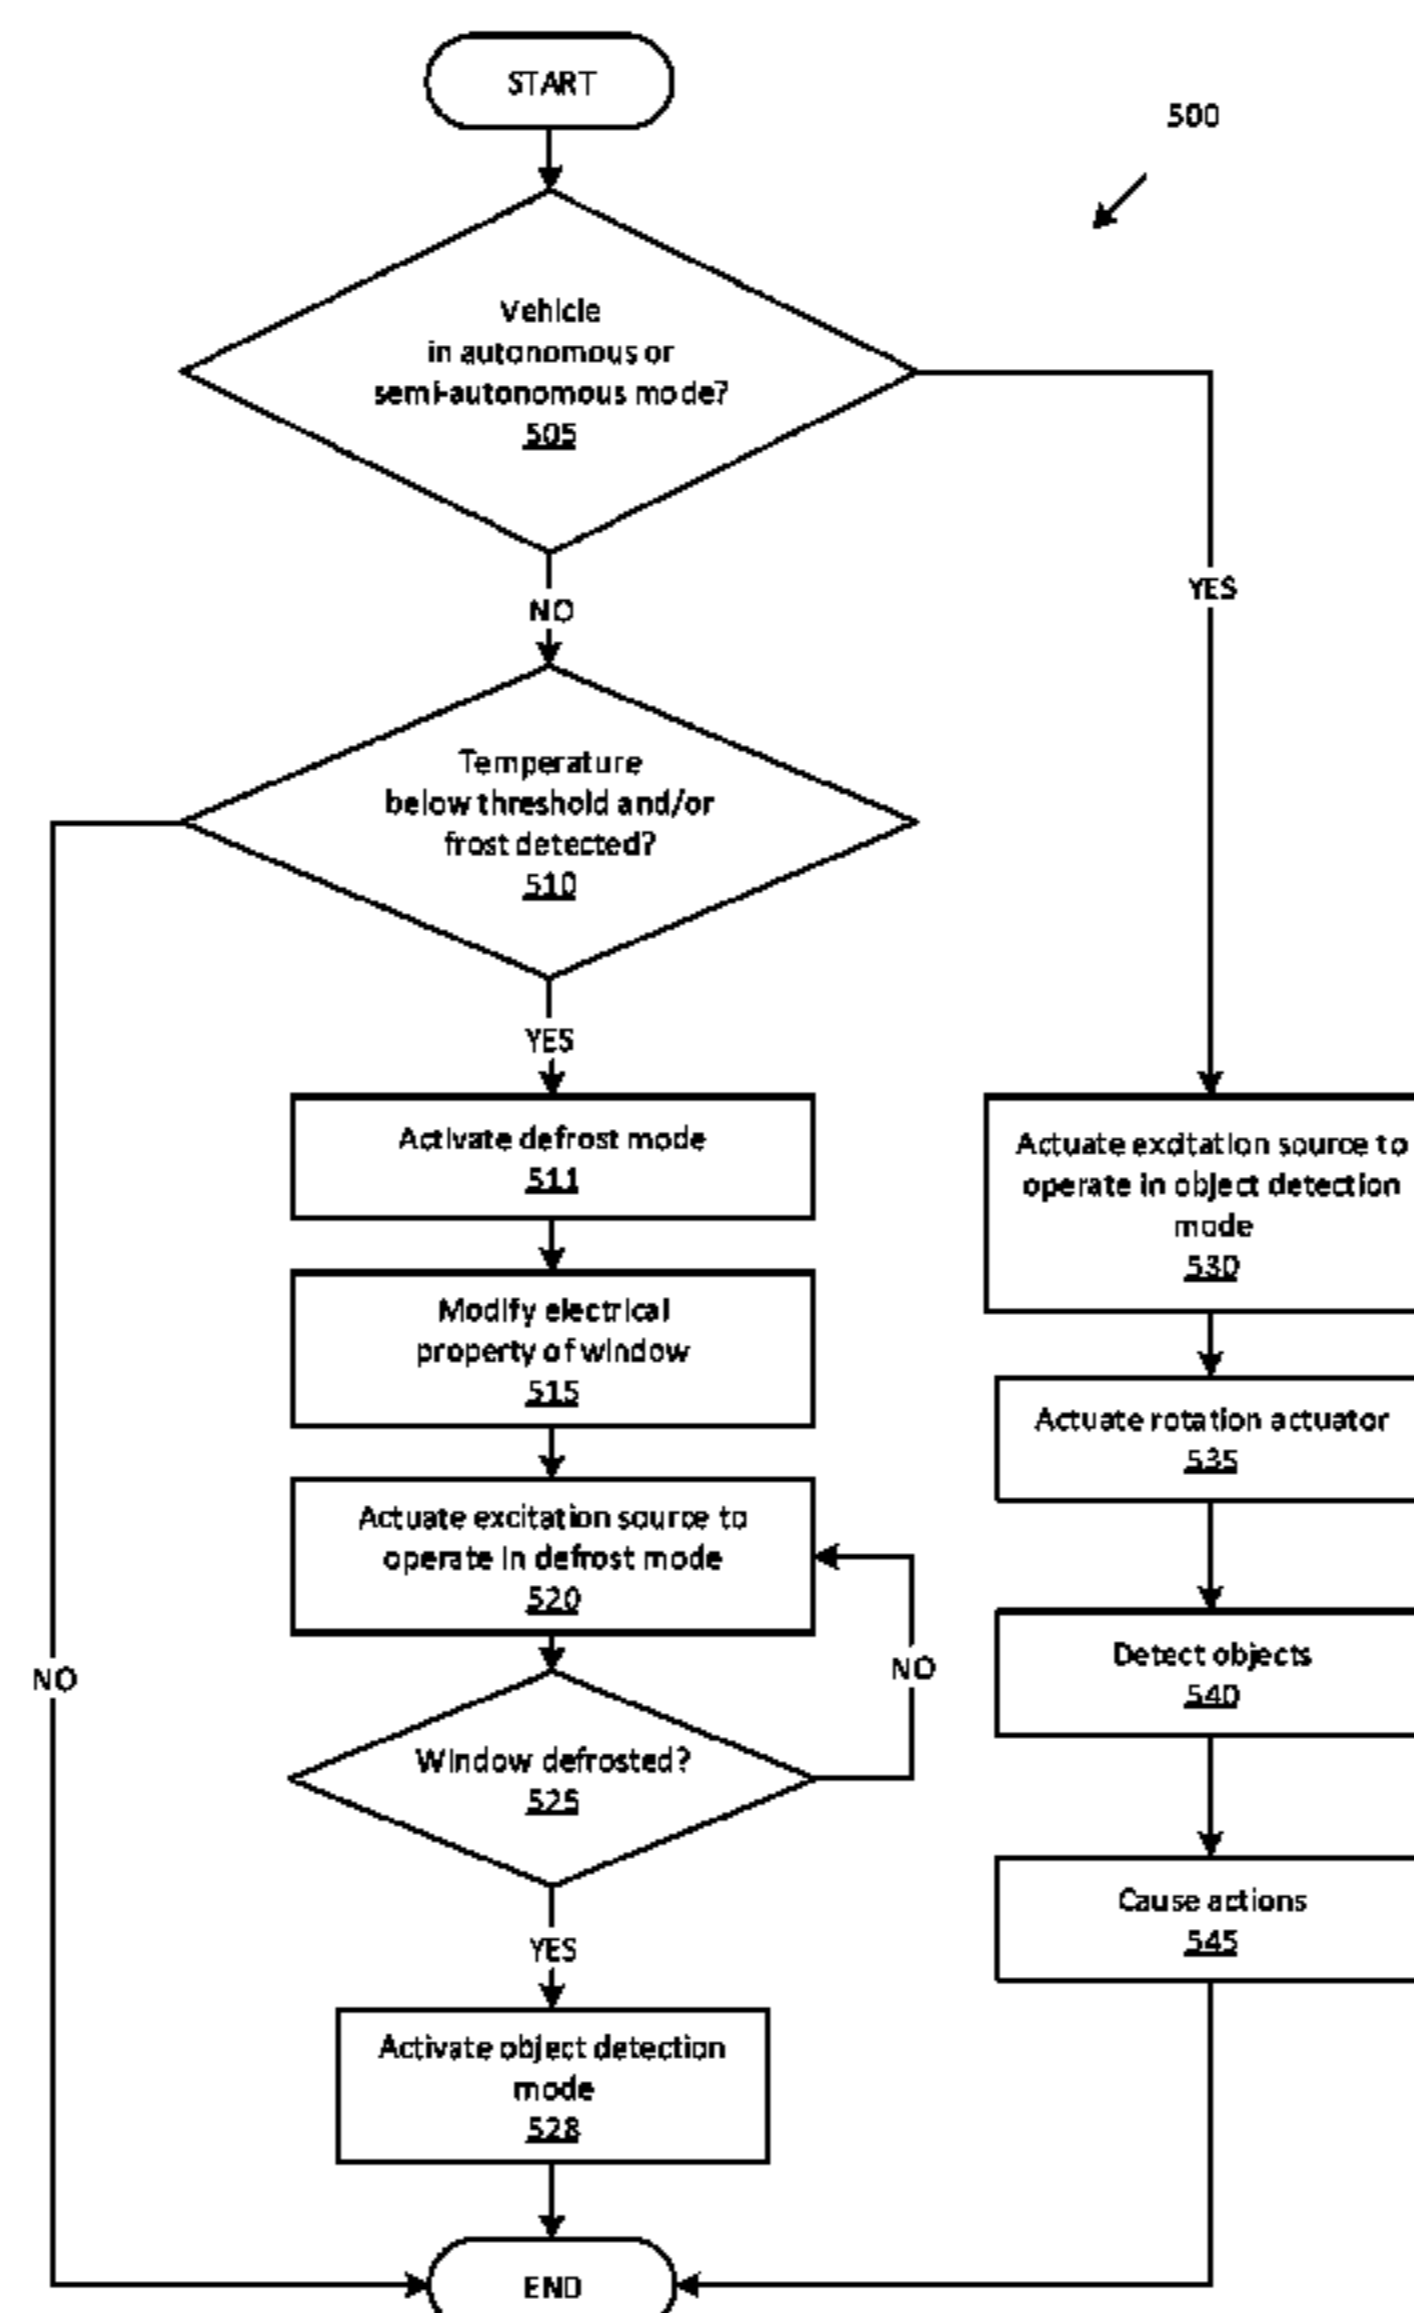 START
500
Vehicle
in autonomous or
semi-autonomous mode?
505
YES
NO
Temperature
below threshold and/or
frost detected?
510
YES
Activate defrost mode
511
Modify electrical
property of window
515
Actuate excitation source to
operate in defrost mode
520
NO
Window defrosted?
525
YES
Activate object detection
mode
528
NO
Actuate excitation source to
operate in object detection
mode
530
Actuate rotation actuator
535
Detect objects
540
Cause actions
545
END